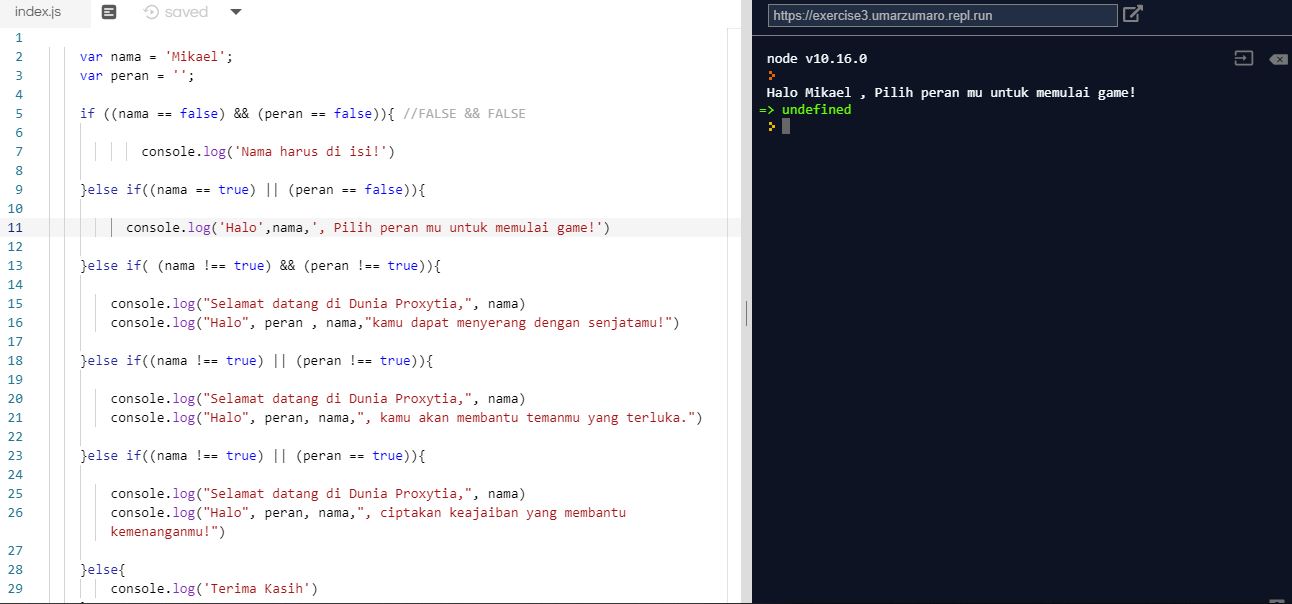 index.js saved
1
2 var nama = 'Mikael';
3 var peran = '';
4
5 if ((nama == false) && (peran == false)){ //FALSE && FALSE
6
7 console.log('Nama harus di isi!')
8
9 }else if((nama == true) || (peran == false)){
10
11 console.log('Halo',nama,', Pilih peran mu untuk memulai game!')
12
13 }else if( (nama !== true) && (peran !== true)){
14
15 console.log("Selamat datang di Dunia Proxytia,", nama)
16 console.log("Halo", peran , nama,"kamu dapat menyerang dengan senjatamu!")
17
18 }else if((nama !== true) || (peran !== true)){
19
20 console.log("Selamat datang di Dunia Proxytia,", nama)
21 console.log("Halo", peran, nama,", kamu akan membantu temanmu yang terluka.")
22
23 }else if((nama !== true) || (peran == true)){
24
25 console.log("Selamat datang di Dunia Proxytia,", nama)
26 console.log("Halo", peran, nama,", ciptakan keajaiban yang membantu
kemenanganmu!")
27
28 }else{
29 console.log('Terima Kasih')
https://exercise3.umarzumaro.repl.run
node v10.16.0
Halo Mikael , Pilih peran mu untuk memulai game!
=> undefined